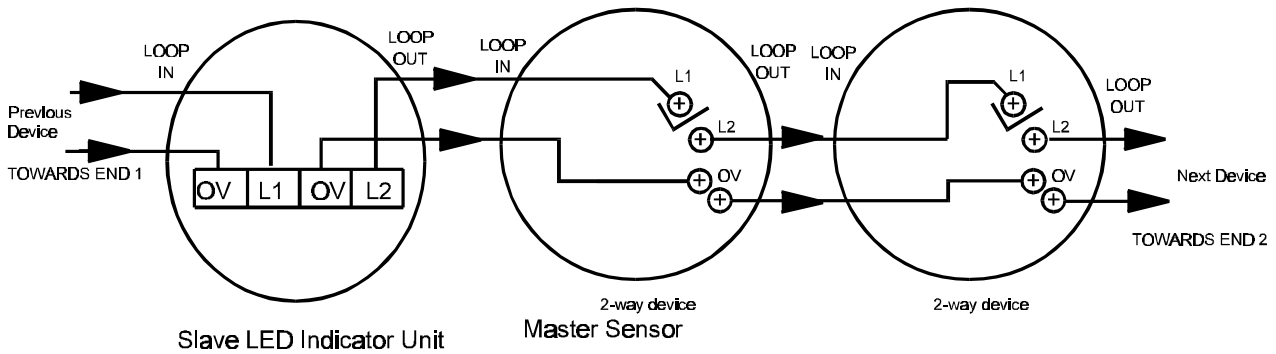 LOOP
IN
LOOP
OUT
LOOP
IN
LOOP
OUT
LOOP
IN
LOOP
OUT
Previous
Device
TOWARDS END 1
OV L1 OV L2
L1
L2
OV
L1
L2
OV
Next Device
TOWARDS END 2
2-way device
2-way device
Slave LED Indicator Unit
Master Sensor